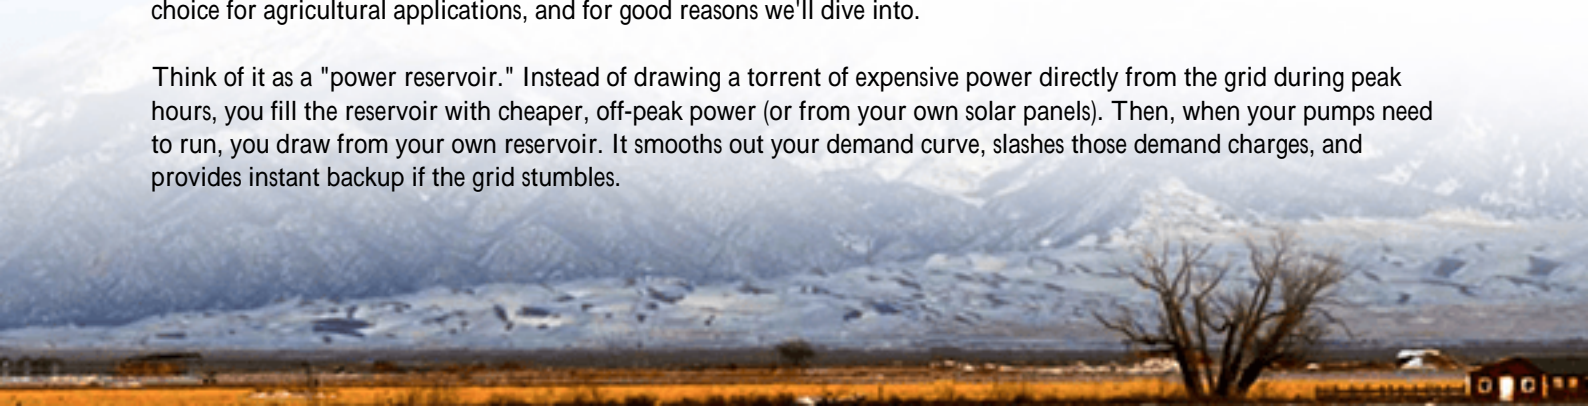 choice for agricultural applications, and for good reasons we'll dive into.
Think of it as a "power reservoir." Instead of drawing a torrent of expensive power directly from the grid during peak
hours, you fill the reservoir with cheaper, off-peak power (or from your own solar panels). Then, when your pumps need
to run, you draw from your own reservoir. It smooths out your demand curve, slashes those demand charges, and
provides instant backup if the grid stumbles.